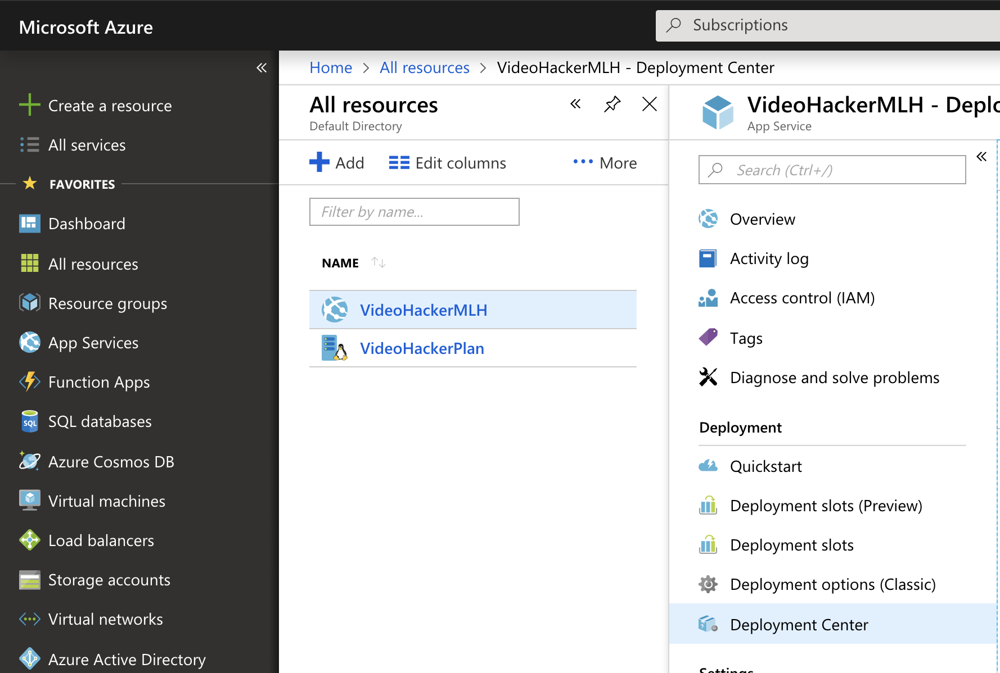 Microsoft Azure
Subscriptions
Create a resource
All services
FAVORITES
Dashboard
All resources
Resource groups
App Services
Function Apps
SQL
SQL databases
Azure Cosmos DB
Virtual machines
Load balancers
Storage accounts
Virtual networks
Azure Active Directory
Home > All resources > VideoHackerMLH - Deployment Center
All resources
Default Directory
Add
Edit columns
More
Filter by name...
NAME
VideoHackerMLH
VideoHackerPlan
VideoHackerMLH - Deplo
App Service
Search (Ctrl+/)
Overview
Activity log
Access control (IAM)
Tags
Diagnose and solve problems
Deployment
Quickstart
Deployment slots (Preview)
Deployment slots
Deployment options (Classic)
Deployment Center
Settings